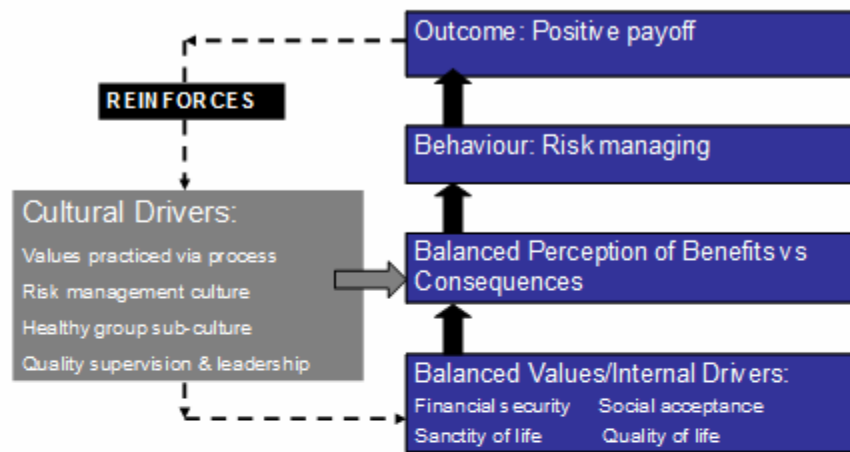 Outcome: Positive payoff
REINFORCES
Behaviour: Risk managing
Cultural Drivers:
Values practiced via process
Risk management culture
Healthy group sub-culture
Quality supervision & leadership
Balanced Perception of Benefits vs
Consequences
Balanced Values/Internal Drivers:
Financial security Social acceptance
Sanctity of life Quality of life